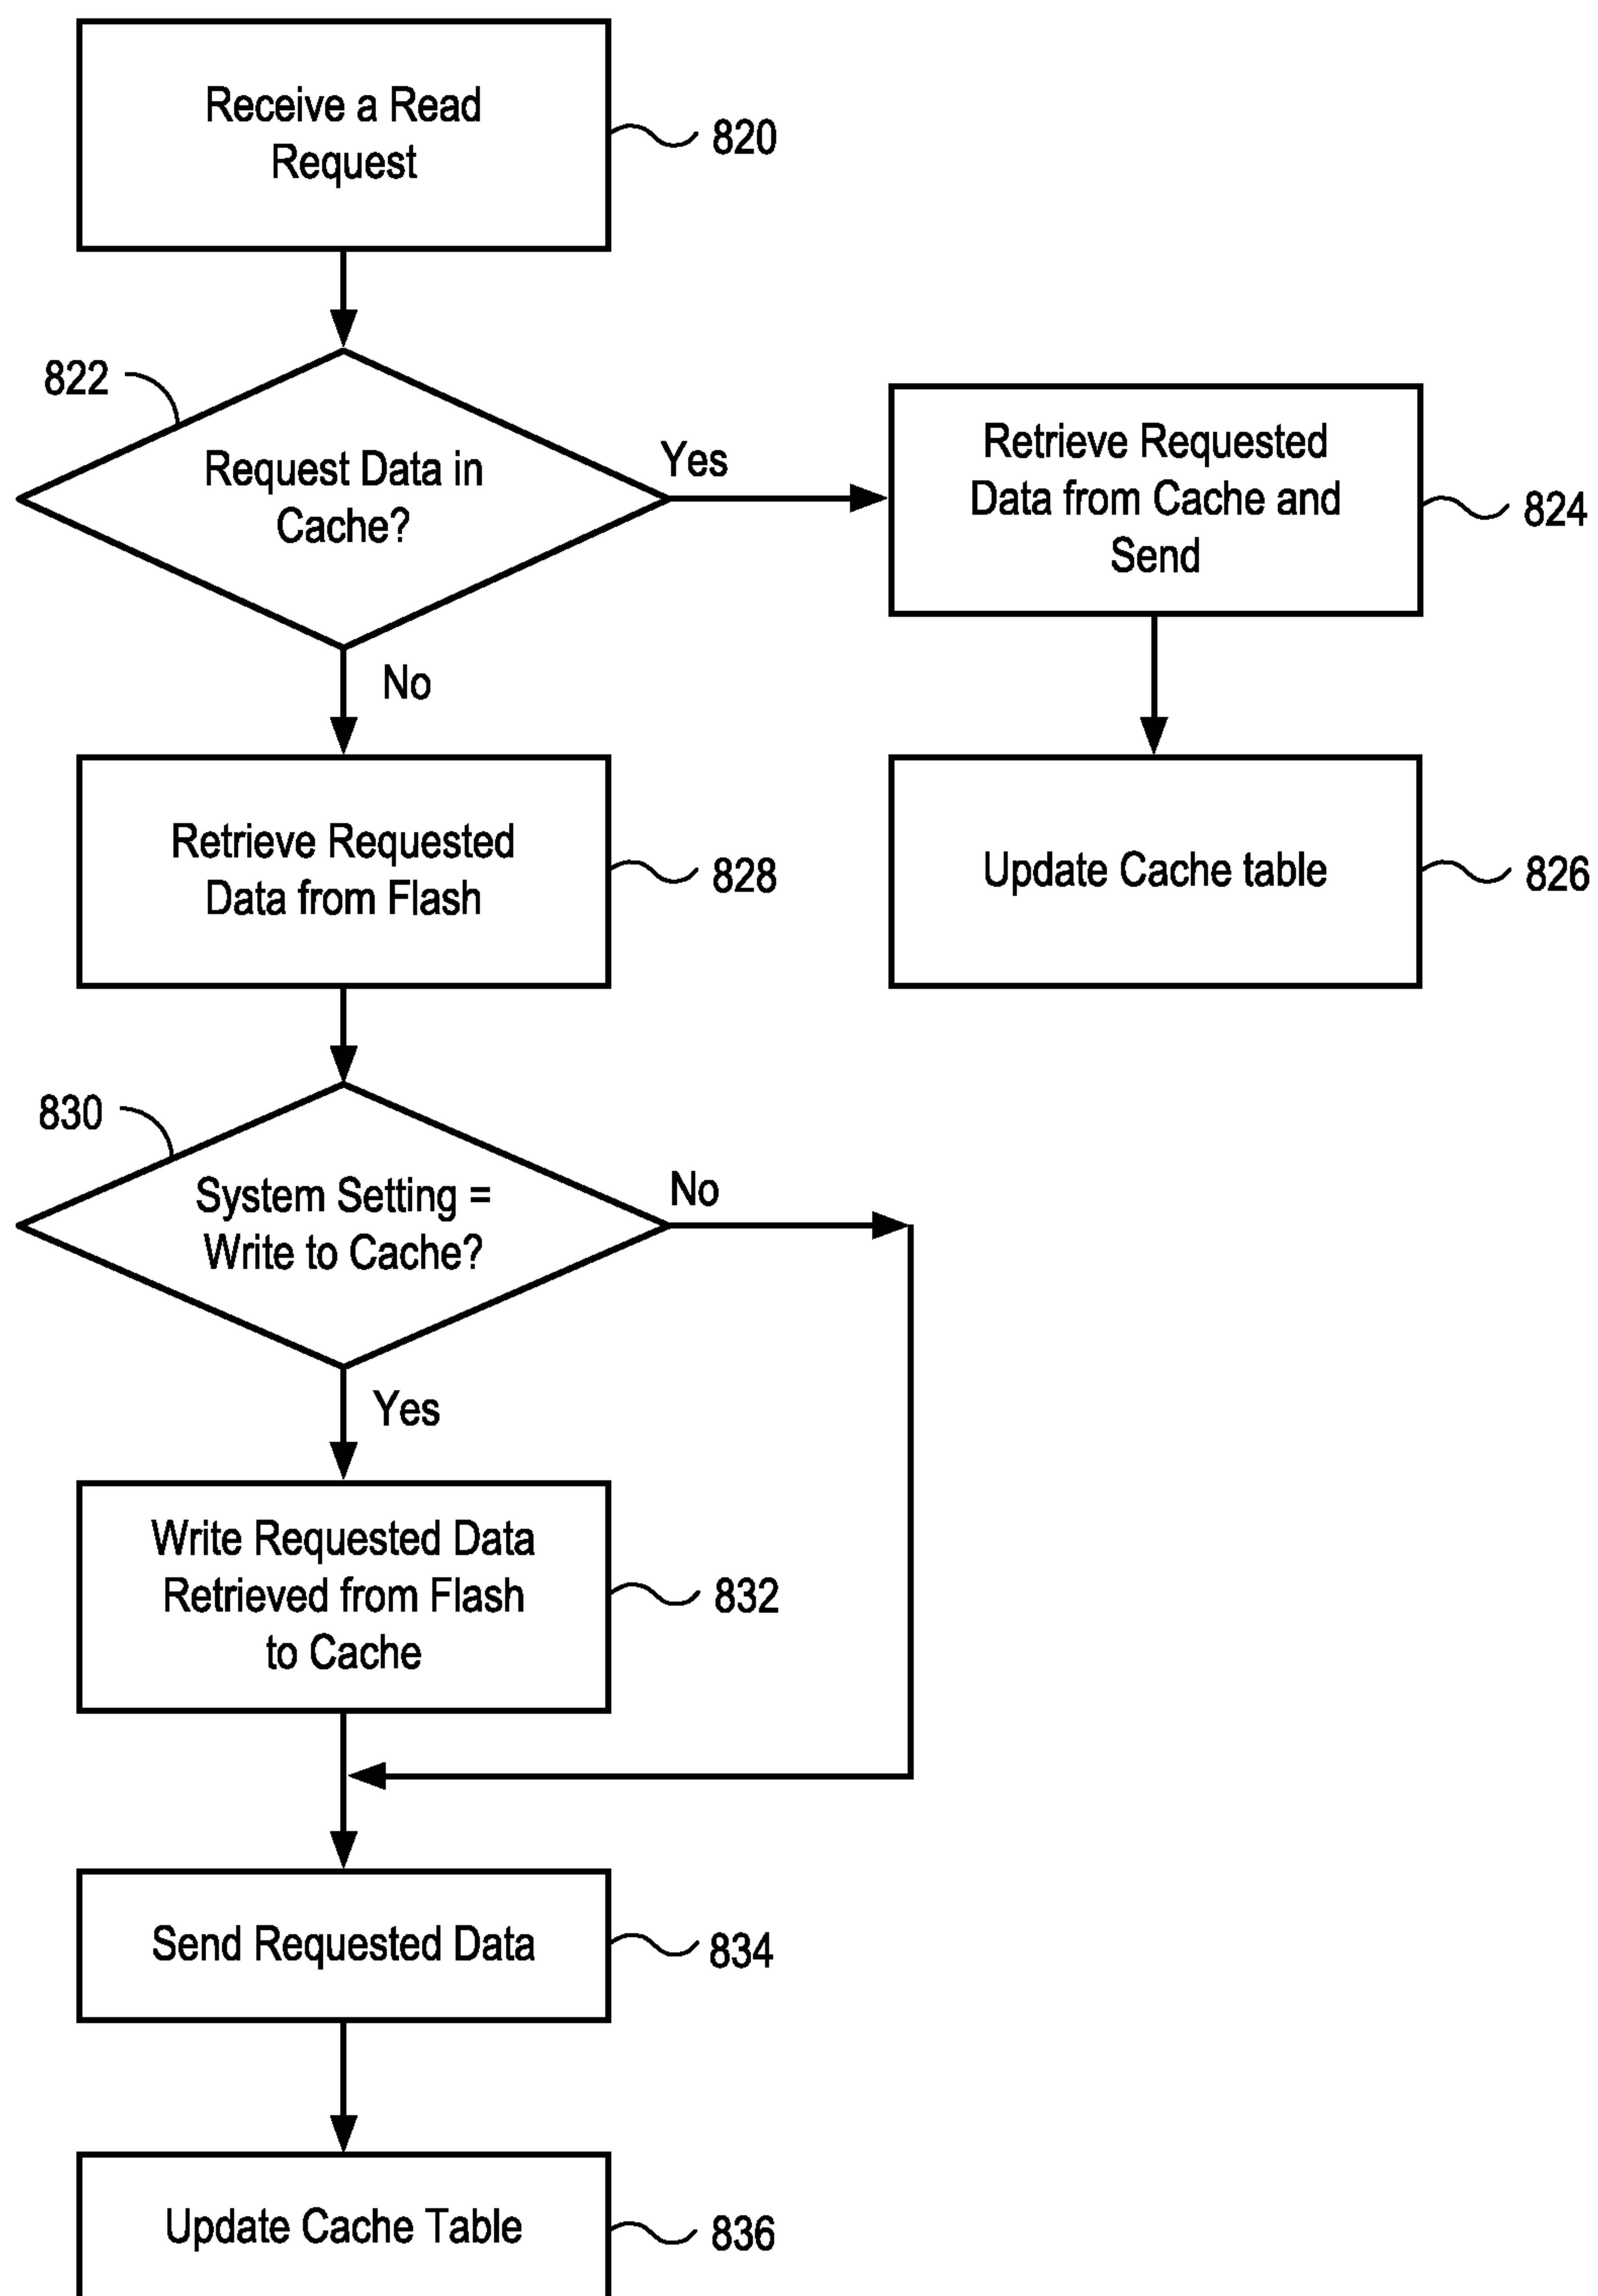 Receive a Read
Request
820
822
Request Data in
Cache?
Yes
Retrieve Requested
Data from Cache and
Send
824
No
Retrieve Requested
Data from Flash
828
Update Cache table
826
830
System Setting =
Write to Cache?
No
Yes
Write Requested Data
Retrieved from Flash
to Cache
832
Send Requested Data
834
Update Cache Table
836